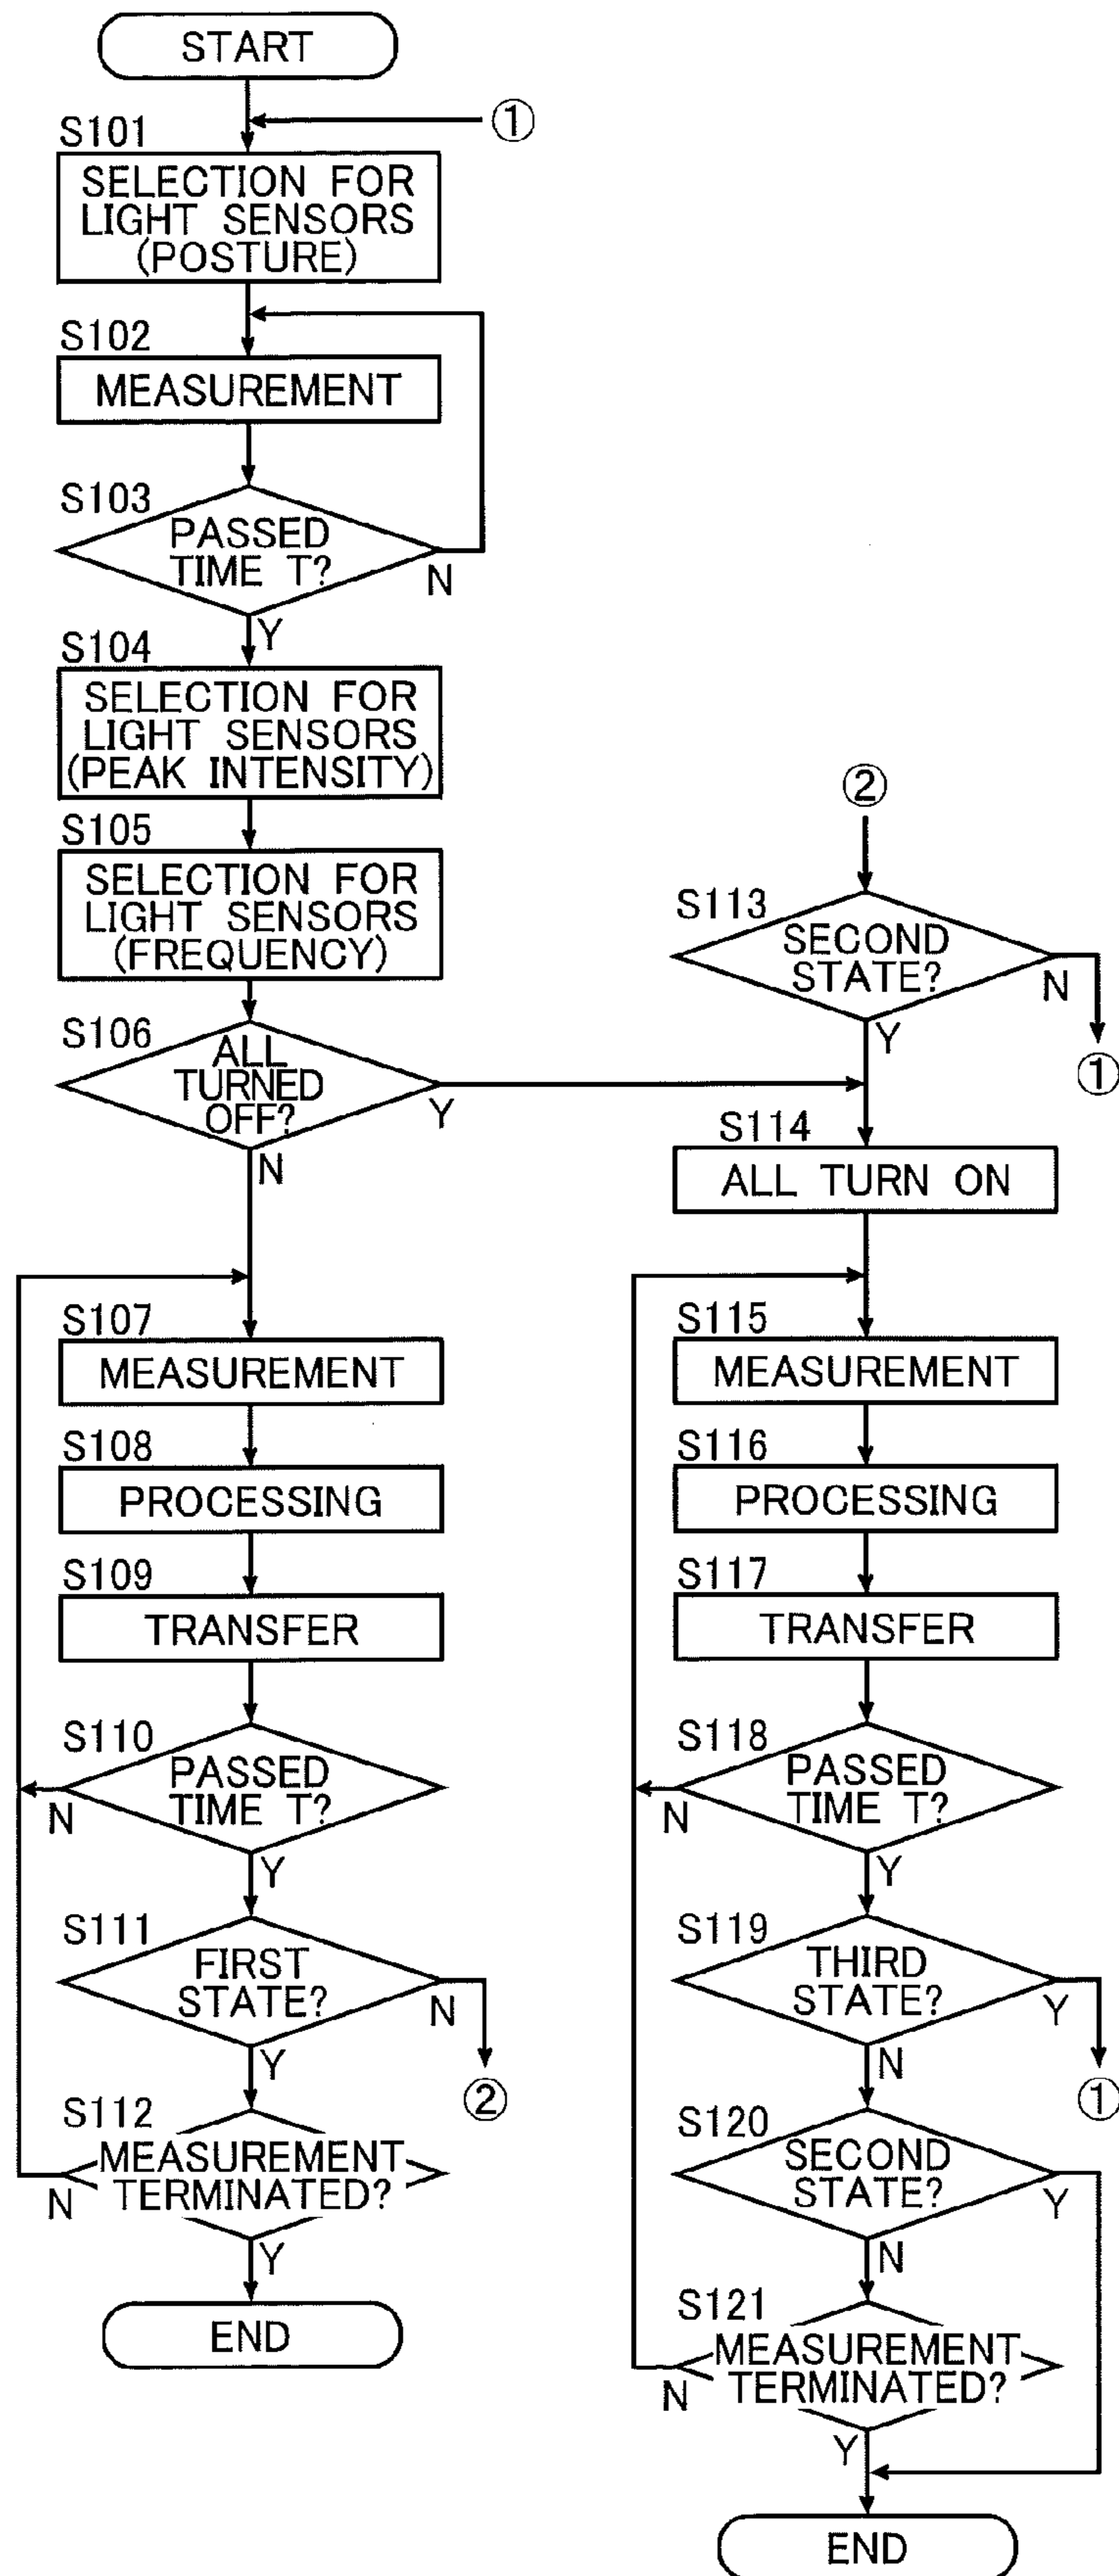 START
①
S101
SELECTION FOR
LIGHT SENSORS
(POSTURE)
S102
MEASUREMENT
S103
PASSED
TIME T?
N
Y
S104
SELECTION FOR
LIGHT SENSORS
(PEAK INTENSITY)
S105
SELECTION FOR
LIGHT SENSORS
(FREQUENCY)
S106
ALL
TURNED
OFF?
Y
N
S107
MEASUREMENT
S108
PROCESSING
S109
TRANSFER
S110
PASSED
TIME T?
N
Y
S111
FIRST
STATE?
N
Y
②
S112
MEASUREMENT
TERMINATED?
N
Y
END
②
S113
SECOND
STATE?
N
Y
①
S114
ALL TURN ON
S115
MEASUREMENT
S116
PROCESSING
S117
TRANSFER
S118
PASSED
TIME T?
N
Y
S119
THIRD
STATE?
Y
N
①
S120
SECOND
STATE?
Y
N
S121
MEASUREMENT
TERMINATED?
N
Y
END